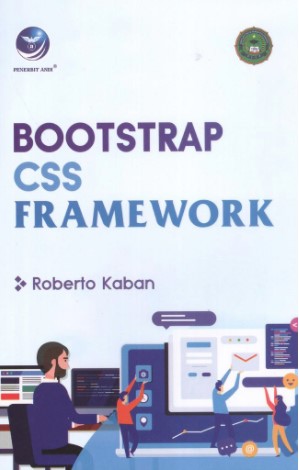 PENERBIT ANDI®
BOOTSTRAP
CSS
FRAMEWORK
Roberto Kaban